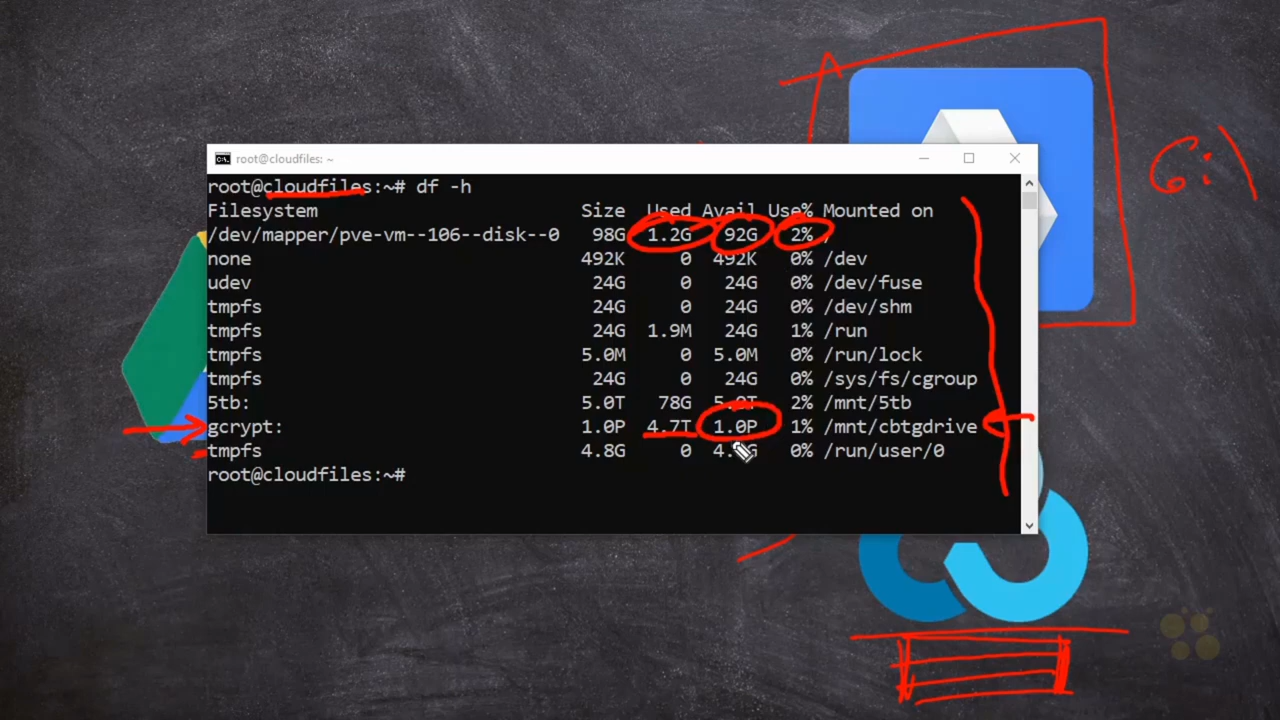 root@cloudfiles: ~
root@cloudfiles:~# df -h
Filesystem Size Used Avail Use% Mounted on
/dev/mapper/pve-vm--106--disk--0 98G 1.2G 92G 2% /
none 492K 0 492K 0% /dev
udev 24G 0 24G 0% /dev/fuse
tmpfs 24G 0 24G 0% /dev/shm
tmpfs 24G 1.9M 24G 1% /run
tmpfs 5.0M 0 5.0M 0% /run/lock
tmpfs 24G 0 24G 0% /sys/fs/cgroup
5tb: 5.0T 78G 5.0T 2% /mnt/5tb
gcrypt: 1.0P 4.7T 1.0P 1% /mnt/cbtgdrive
tmpfs 4.8G 0 0% /run/user/0
root@cloudfiles:~#
G:\